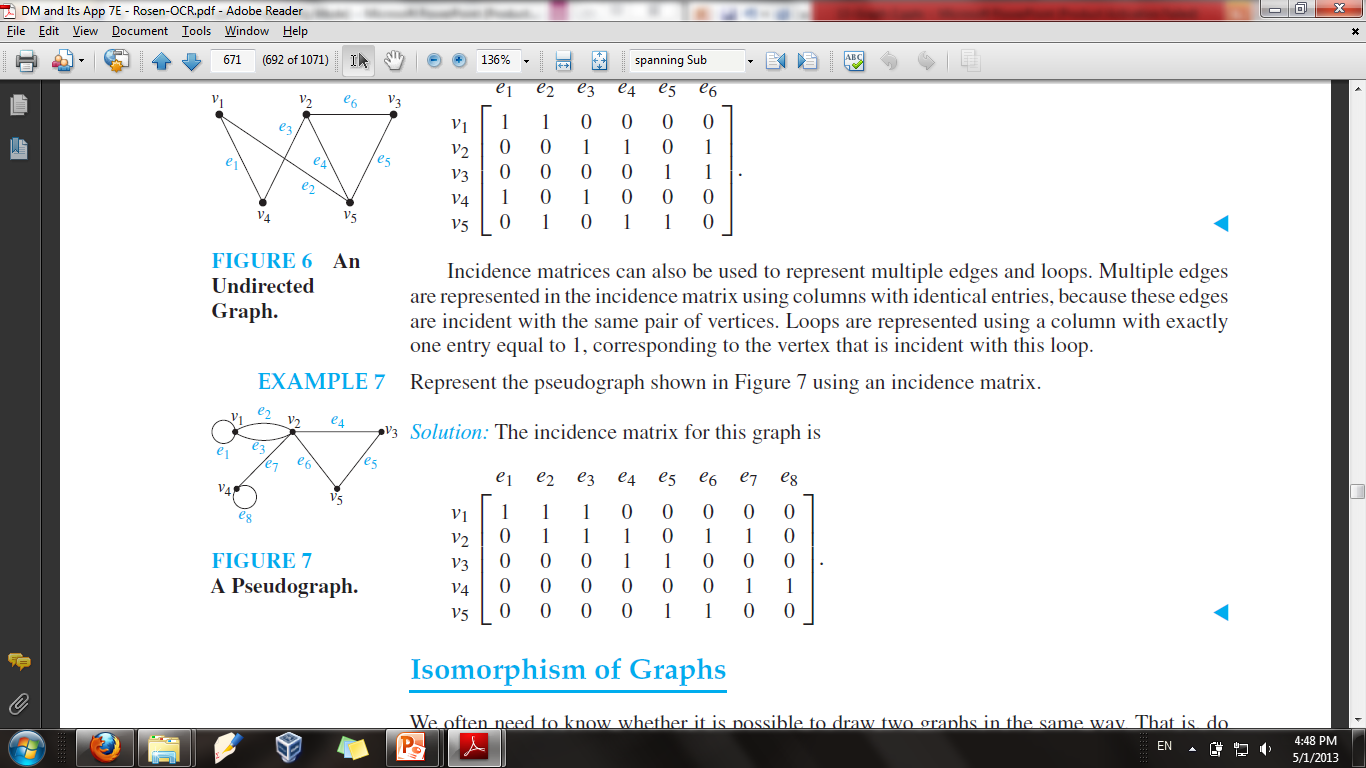 DM and Its App 7E - Rosen-OCR.pdf - Adobe Reader
File Edit View Document Tools Window Help
671 (692 of 1071) 136% spanning Sub
v1 v2 e6 v3
e3
e1 e4 e5
e2
v4 v5
FIGURE 6 An
Undirected
Graph.
e1 e2 e3 e4 e5 e6
v1 1 1 0 0 0 0
v2 0 0 1 1 0 1
v3 0 0 0 0 1 1 .
v4 1 0 1 0 0 0
v5 0 1 0 1 1 0
Incidence matrices can also be used to represent multiple edges and loops. Multiple edges
are represented in the incidence matrix using columns with identical entries, because these edges
are incident with the same pair of vertices. Loops are represented using a column with exactly
one entry equal to 1, corresponding to the vertex that is incident with this loop.
EXAMPLE 7 Represent the pseudograph shown in Figure 7 using an incidence matrix.
v1 e2 v2 e4 v3
e1 e3 e7 e6 e5
v4 v5
e8
FIGURE 7
A Pseudograph.
Solution: The incidence matrix for this graph is
e1 e2 e3 e4 e5 e6 e7 e8
v1 1 1 1 0 0 0 0 0
v2 0 1 1 1 0 1 1 0
v3 0 0 0 1 1 0 0 0 .
v4 0 0 0 0 0 0 1 1
v5 0 0 0 0 1 1 0 0
Isomorphism of Graphs
We often need to know whether it is possible to draw two graphs in the same way. That is, do
EN 4:48 PM
5/1/2013